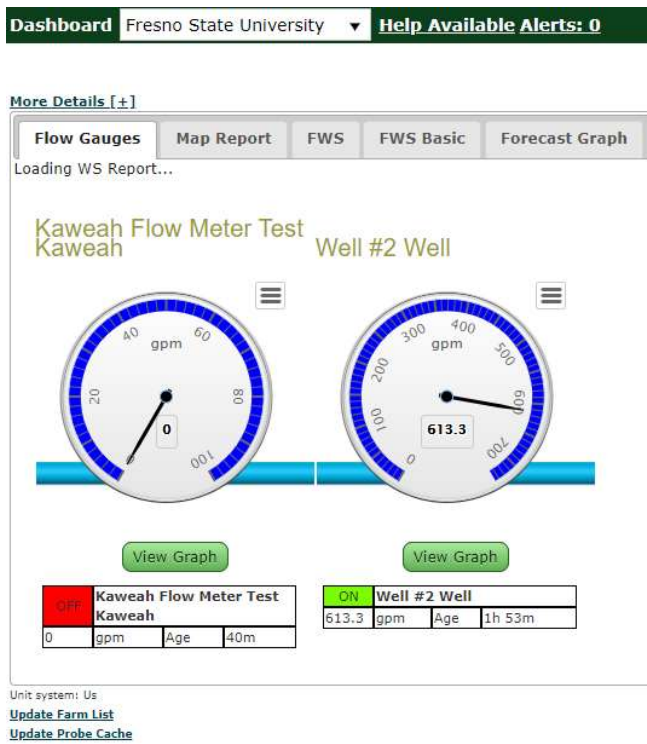 Dashboard Fresno State University ▼ Help Available Alerts: 0
More Details [+]
Flow Gauges Map Report FWS FWS Basic Forecast Graph
Loading WS Report...
Kaweah Flow Meter Test
Kaweah
Well #2 Well
0 20 40 60 80 100
gpm
0
0 100 200 300 400 500 600 700
gpm
613.3
View Graph View Graph
OFF Kaweah Flow Meter Test
Kaweah
0 gpm Age 40m
ON Well #2 Well
613.3 gpm Age 1h 53m
Unit system: Us
Update Farm List
Update Probe Cache